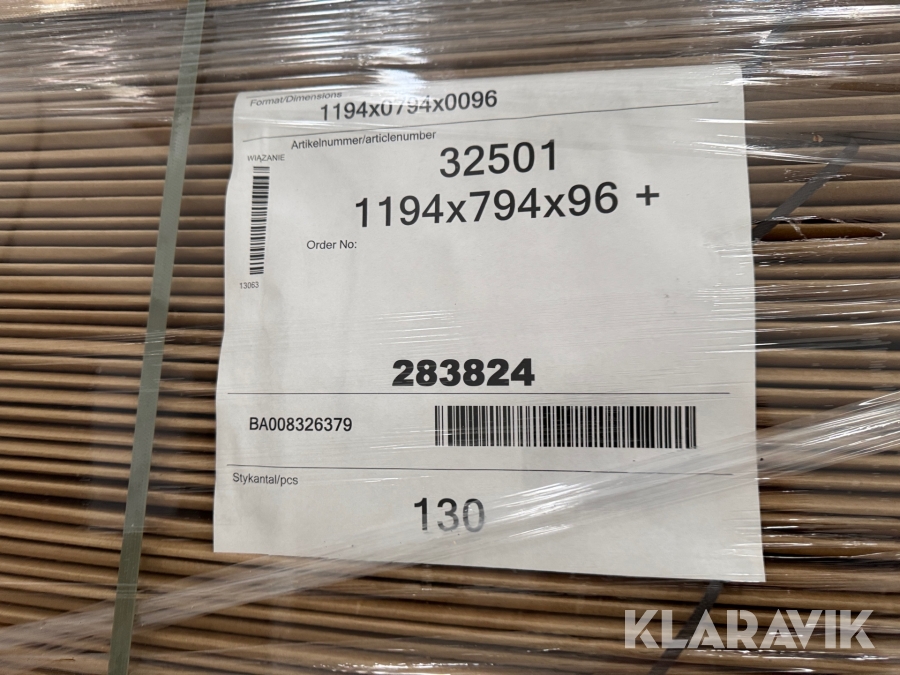 Format/Dimensions
1194x0794x0096
Artikelnummer/articlenumber
WIĄZANIE
32501
1194x794x96 +
Order No:
13063
283824
BA008326379
Stykantal/pcs
130
KLARAVIK